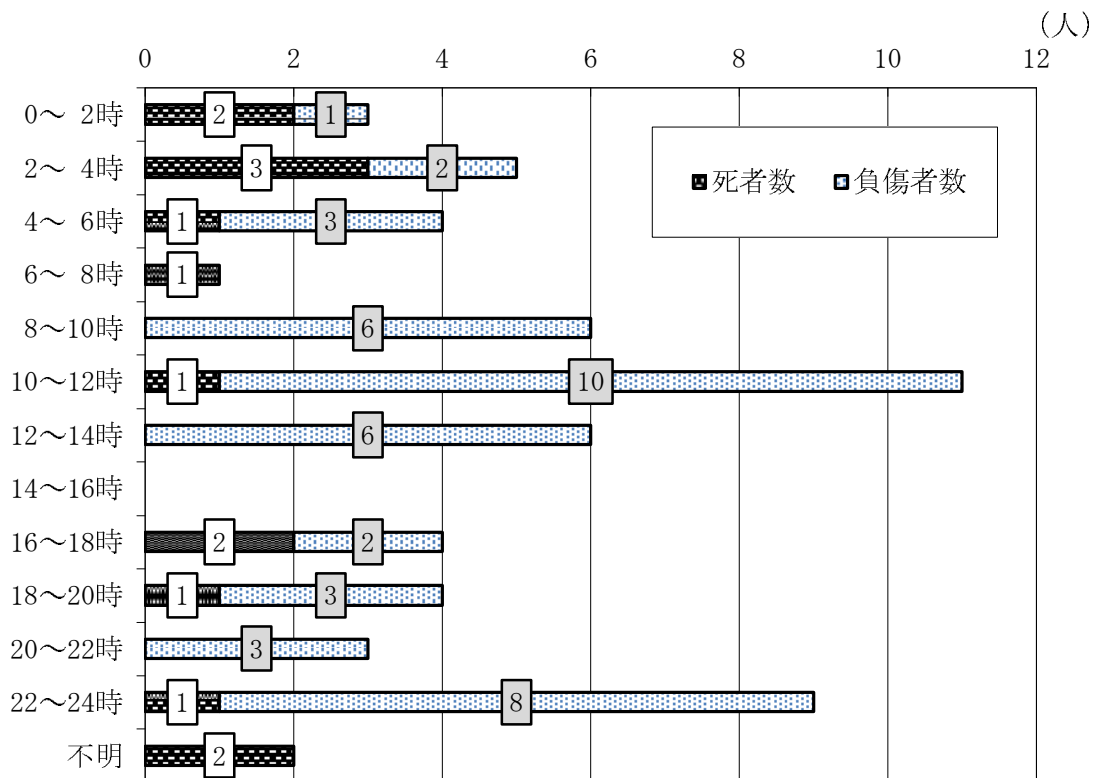 (人)
0 2 4 6 8 10 12
0～ 2時 2 1
2～ 4時 3 2
■死者数 ■負傷者数
4～ 6時 1 3
6～ 8時 1
8～10時 6
10～12時 1 10
12～14時 6
14～16時
16～18時 2 2
18～20時 1 3
20～22時 3
22～24時 1 8
不明 2